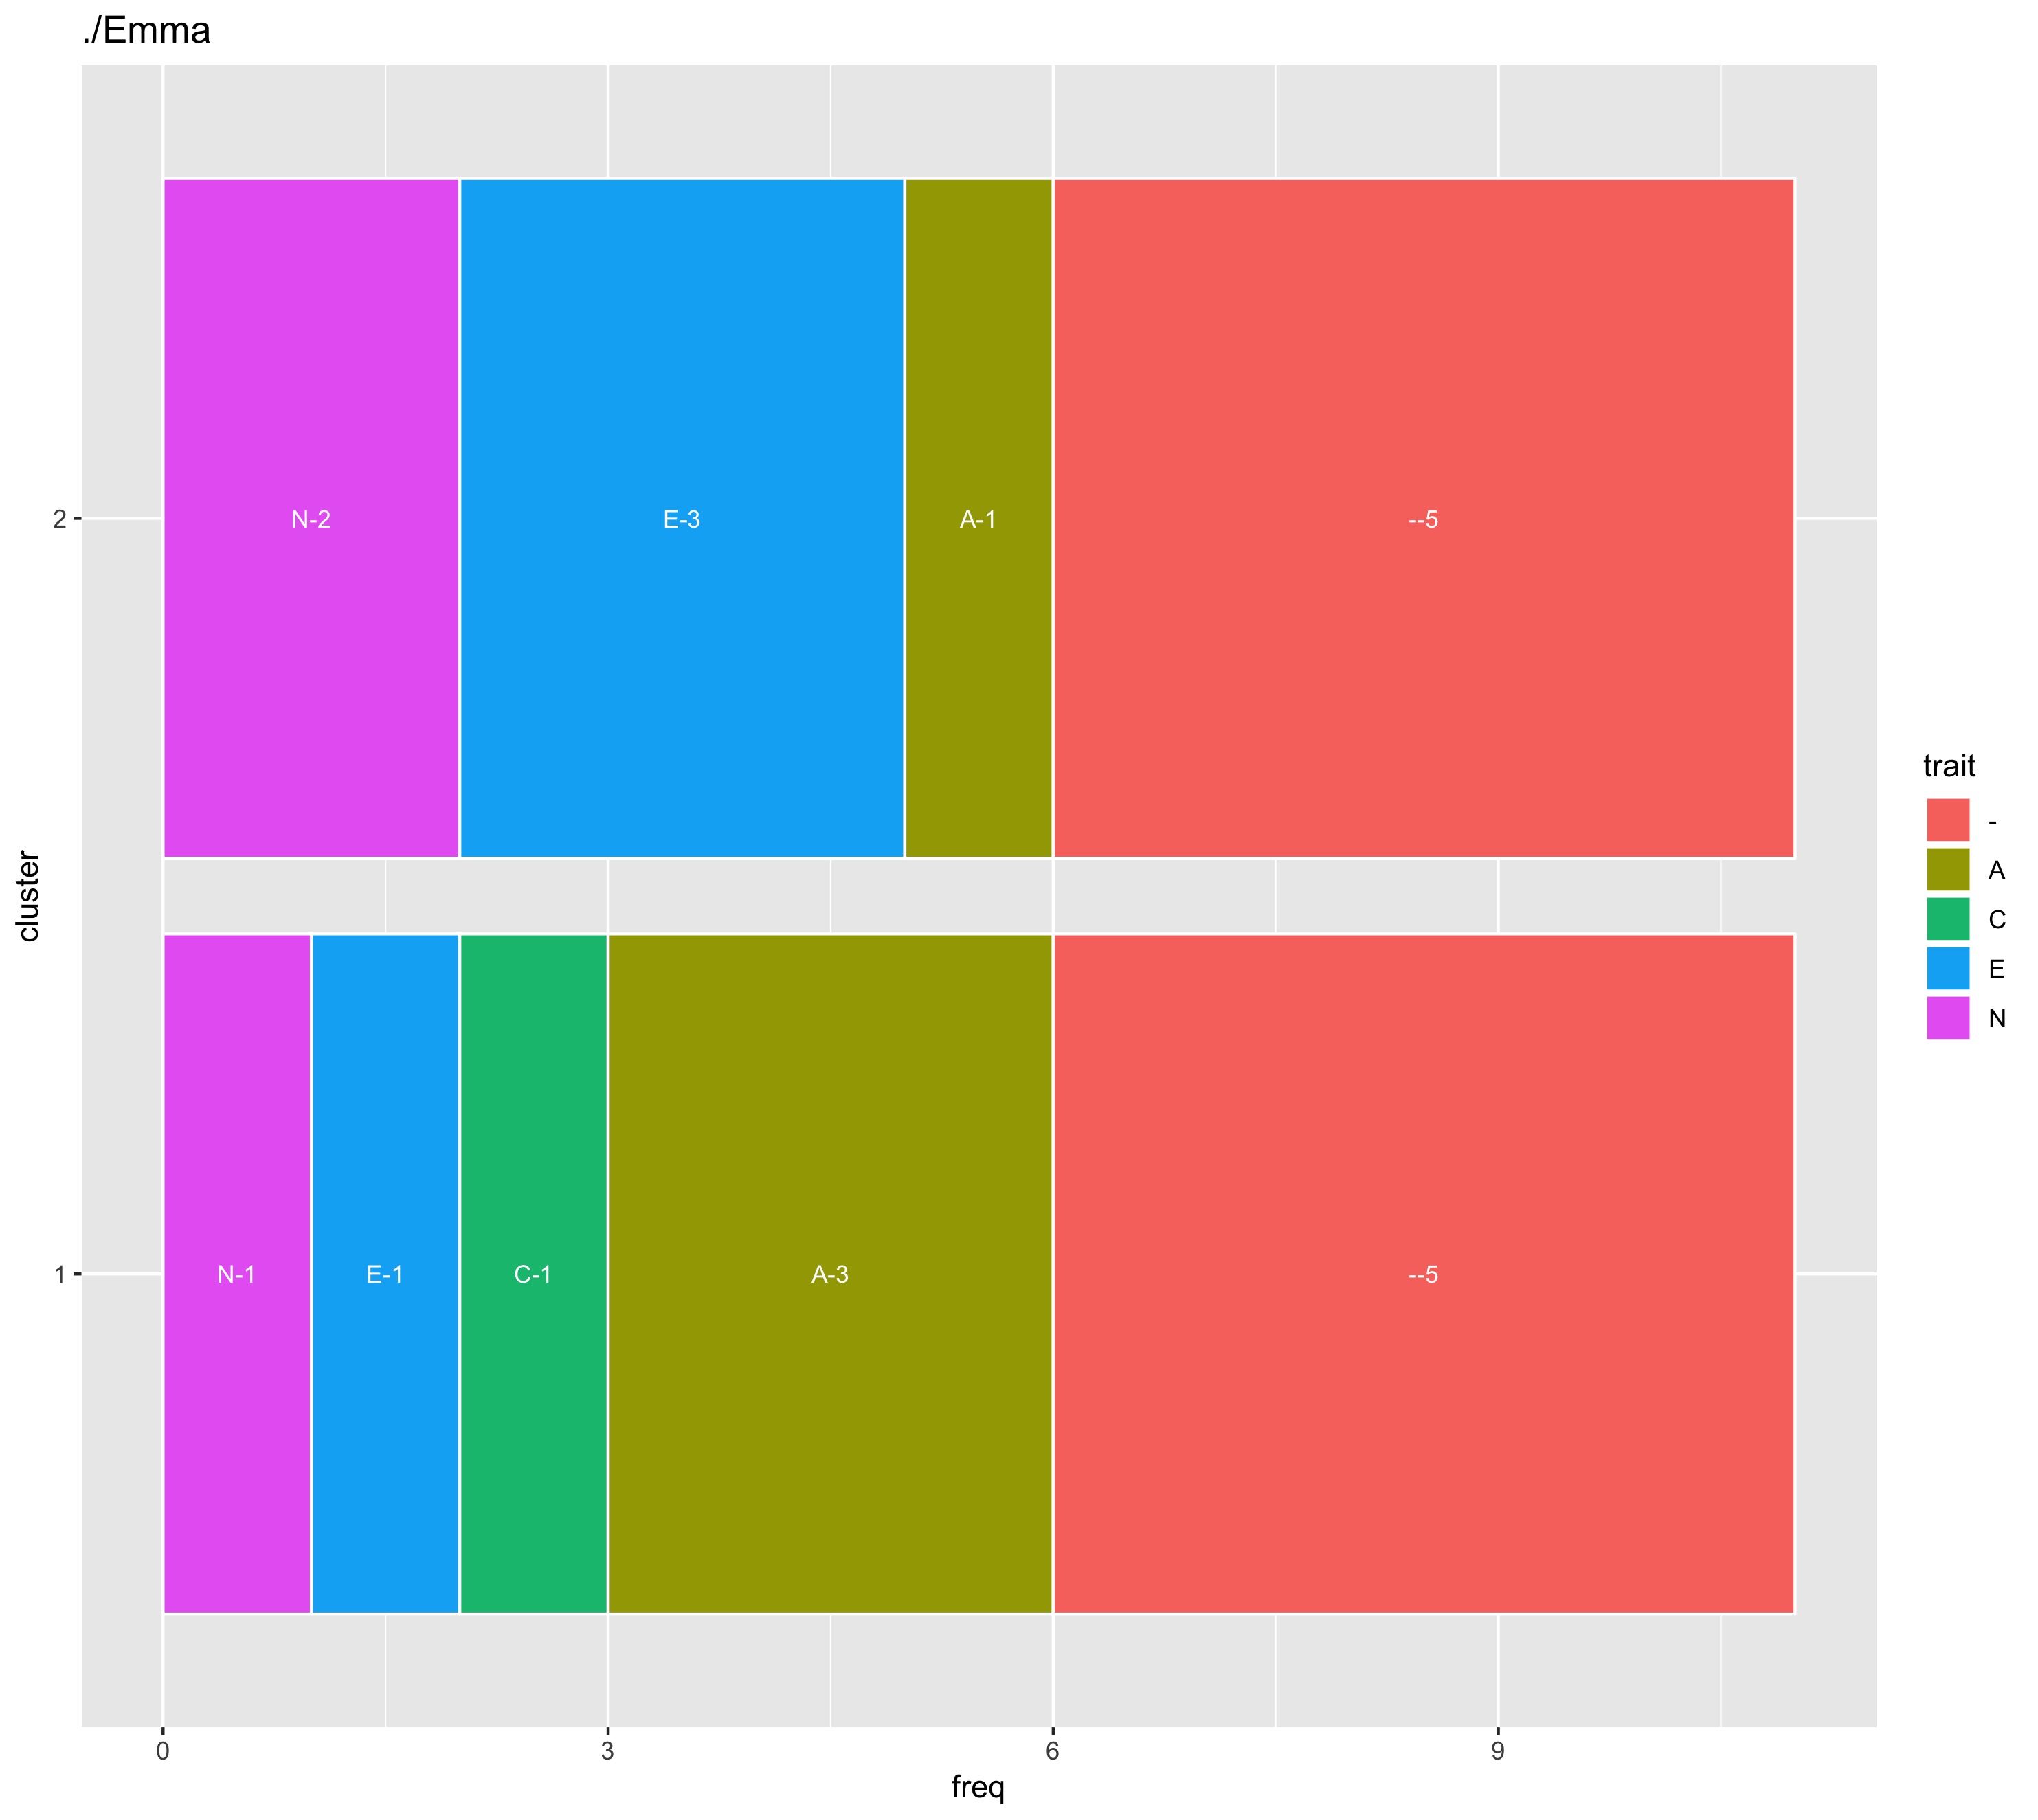 ./Emma
cluster
2
N-2 E-3 A-1 --5
1
N-1 E-1 C-1 A-3 --5
0 3 6 9
freq
trait
-
A
C
E
N